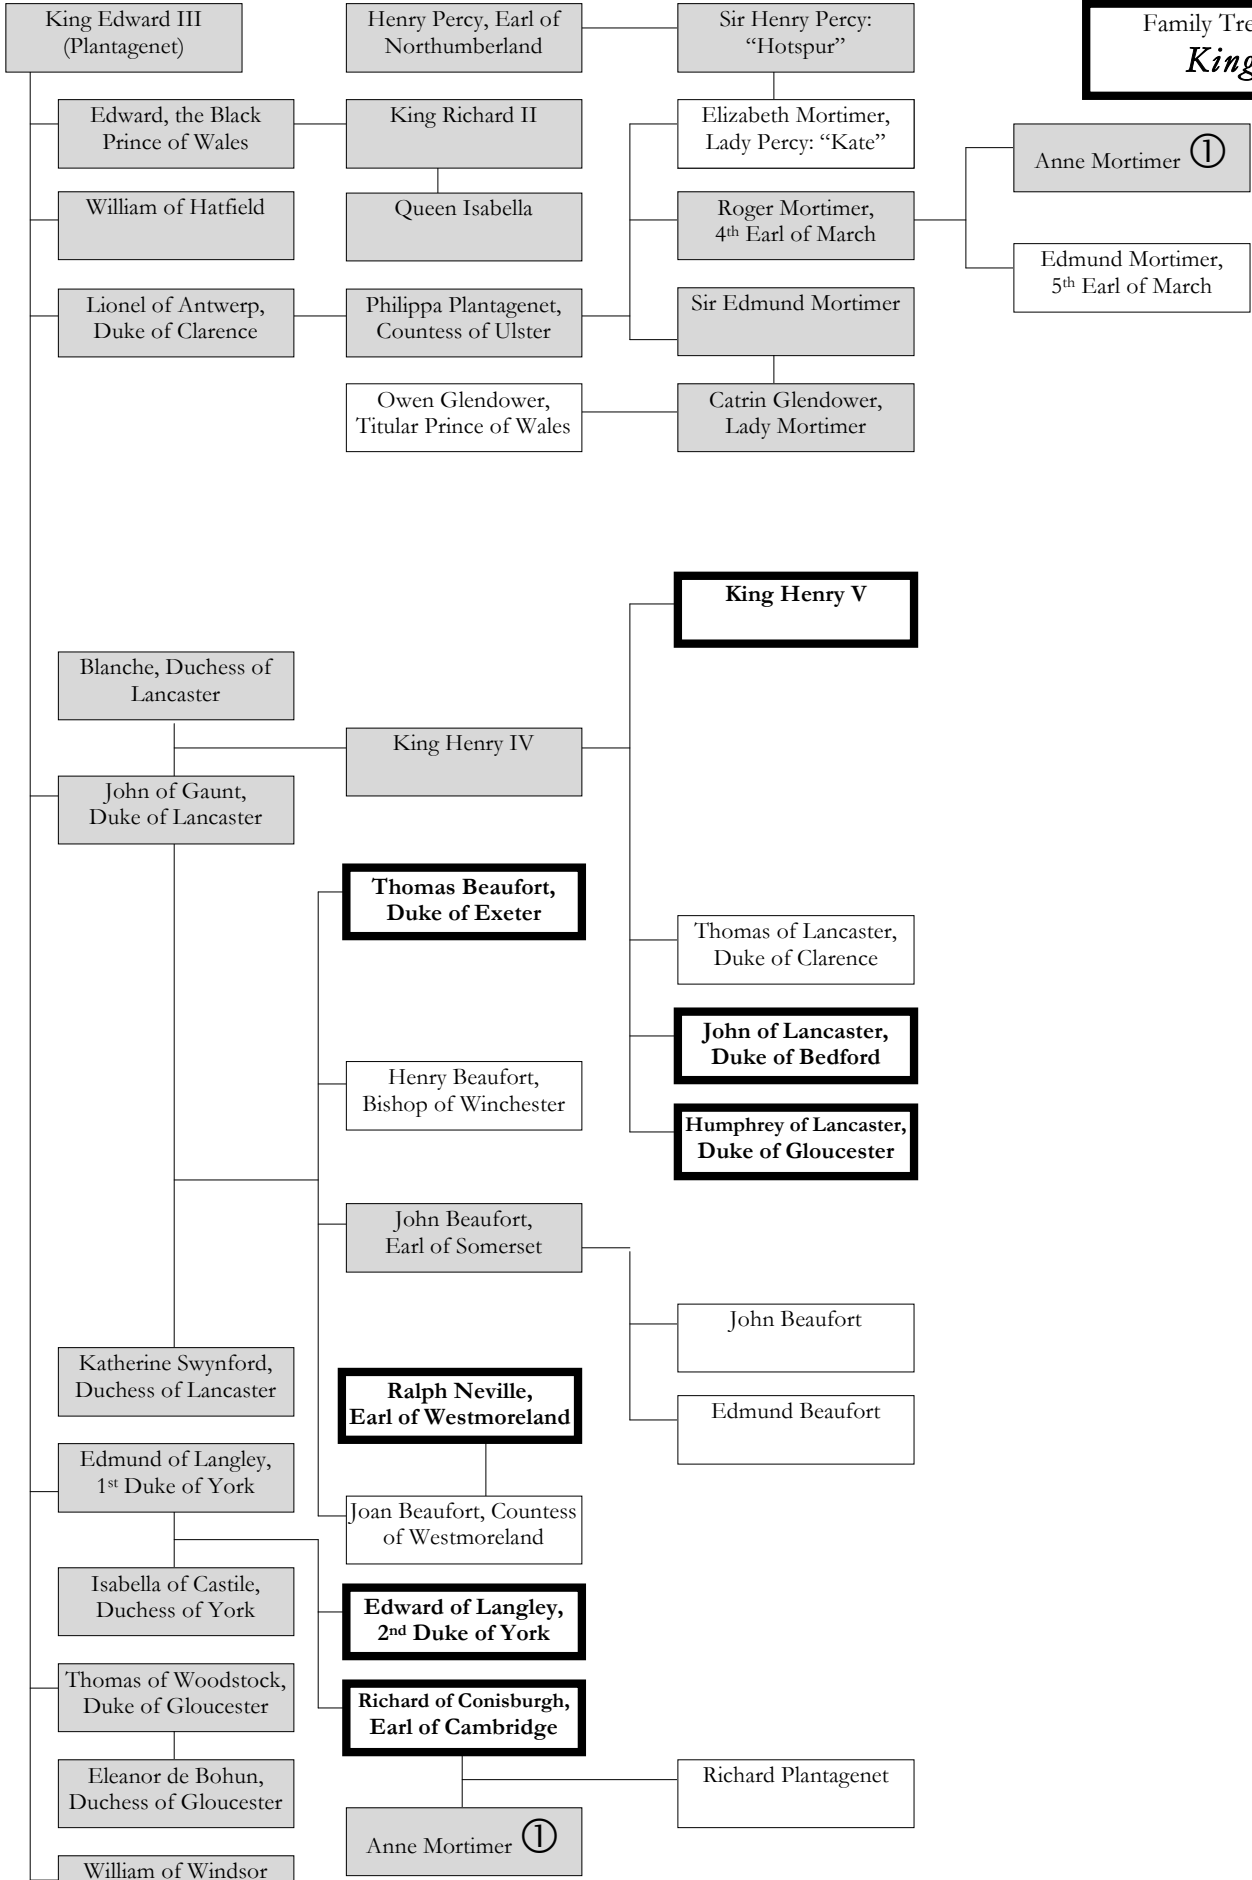 King Edward III
(Plantagenet)
Henry Percy, Earl of
Northumberland
Sir Henry Percy:
“Hotspur”
Family Tre
King
Edward, the Black
Prince of Wales
King Richard II
Elizabeth Mortimer,
Lady Percy: “Kate”
Anne Mortimer ①
William of Hatfield
Queen Isabella
Roger Mortimer,
4th Earl of March
Edmund Mortimer,
5th Earl of March
Lionel of Antwerp,
Duke of Clarence
Philippa Plantagenet,
Countess of Ulster
Sir Edmund Mortimer
Owen Glendower,
Titular Prince of Wales
Catrin Glendower,
Lady Mortimer
King Henry V
Blanche, Duchess of
Lancaster
King Henry IV
John of Gaunt,
Duke of Lancaster
Thomas Beaufort,
Duke of Exeter
Thomas of Lancaster,
Duke of Clarence
John of Lancaster,
Duke of Bedford
Henry Beaufort,
Bishop of Winchester
Humphrey of Lancaster,
Duke of Gloucester
John Beaufort,
Earl of Somerset
John Beaufort
Katherine Swynford,
Duchess of Lancaster
Ralph Neville,
Earl of Westmoreland
Edmund Beaufort
Edmund of Langley,
1st Duke of York
Joan Beaufort, Countess
of Westmoreland
Isabella of Castile,
Duchess of York
Edward of Langley,
2nd Duke of York
Thomas of Woodstock,
Duke of Gloucester
Richard of Conisburgh,
Earl of Cambridge
Eleanor de Bohun,
Duchess of Gloucester
Richard Plantagenet
Anne Mortimer ①
William of Windsor